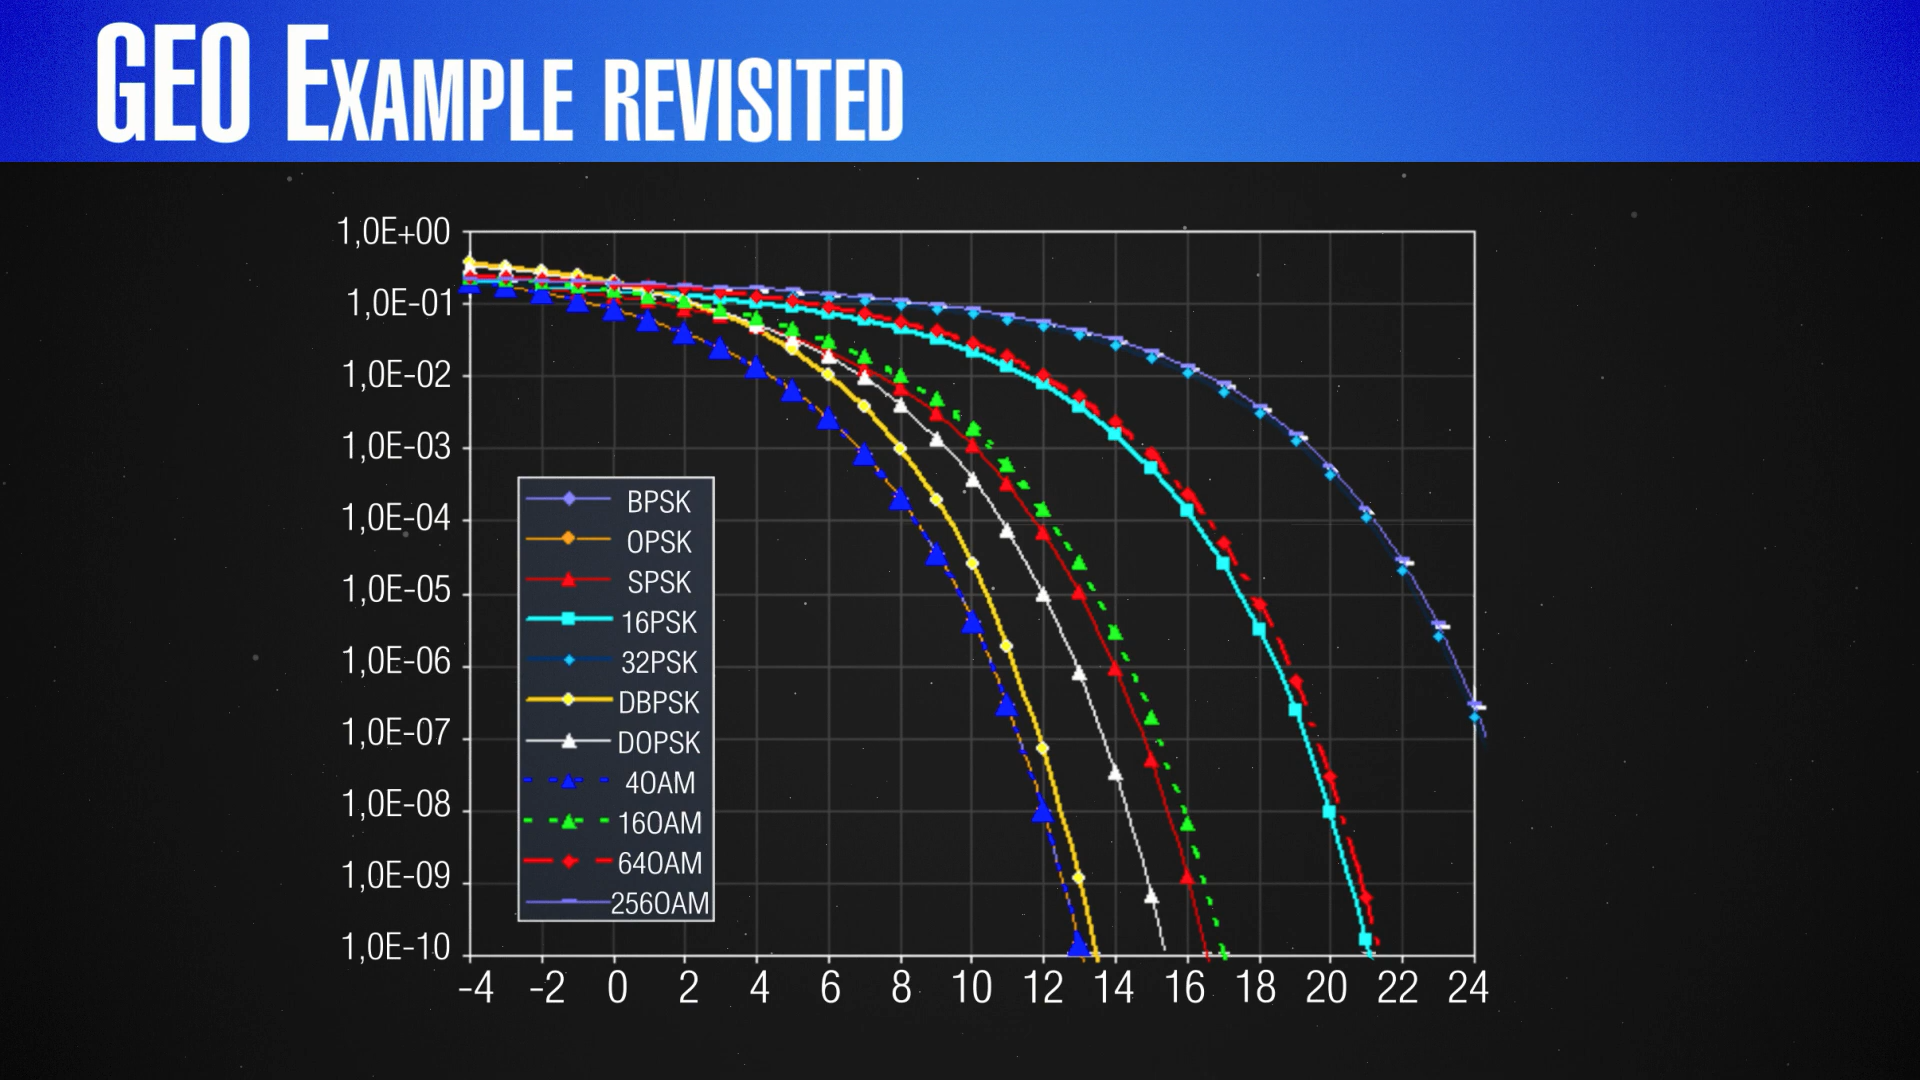 GEO EXAMPLE REVISITED
1,0E+00
1,0E-01
1,0E-02
1,0E-03
1,0E-04
1,0E-05
1,0E-06
1,0E-07
1,0E-08
1,0E-09
1,0E-10
BPSK
OPSK
SPSK
16PSK
32PSK
DBPSK
DOPSK
4OAM
16OAM
64OAM
256OAM
-4 -2 0 2 4 6 8 10 12 14 16 18 20 22 24